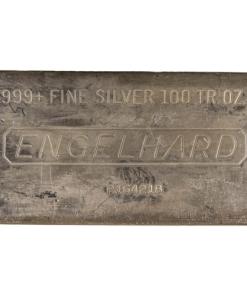 999+ FINE SILVER 100 TR OZ
ENGELHARD